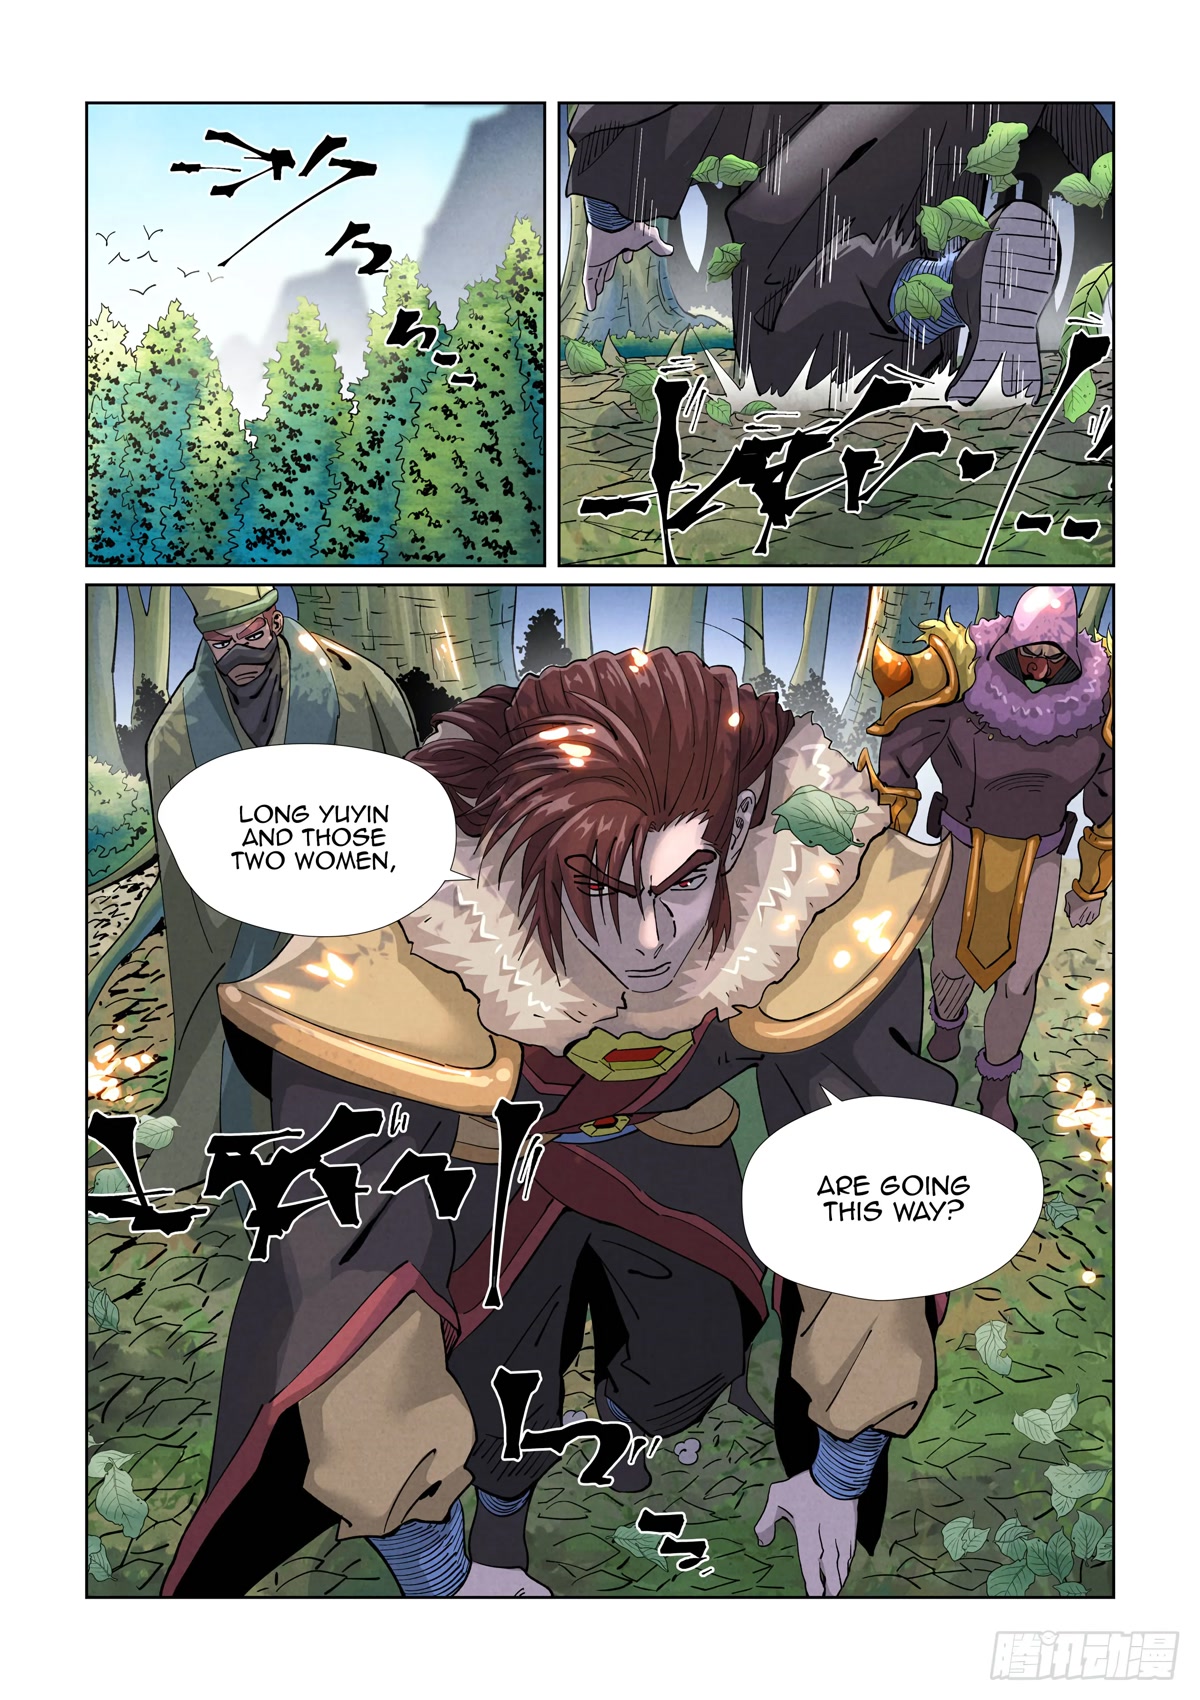 LONG YUYIN
AND THOSE
TWO WOMEN,
ARE GOING
THIS WAY?
腾讯动漫